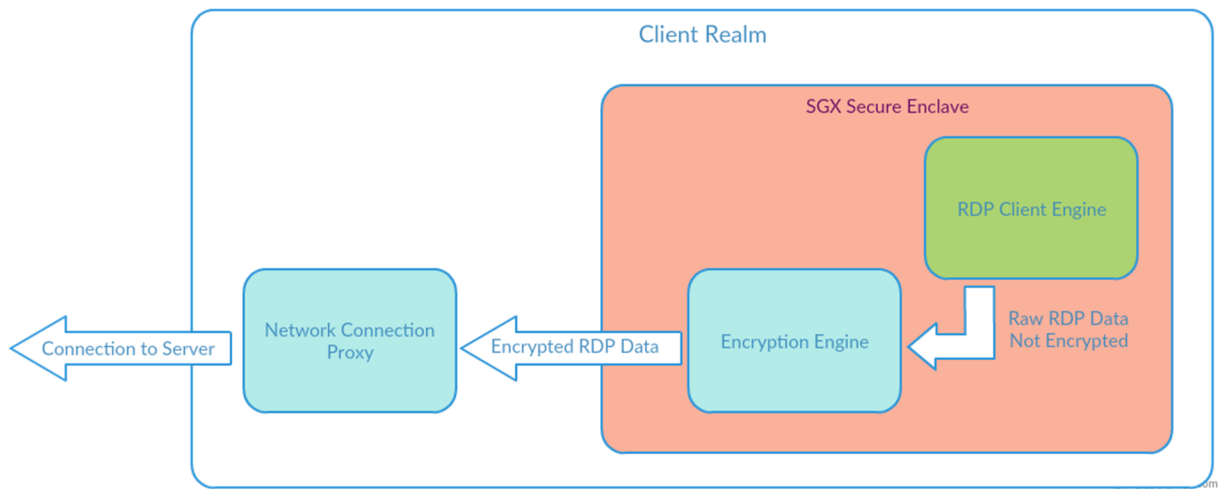 Client Realm
SGX Secure Enclave
RDP Client Engine
Raw RDP Data
Not Encrypted
Encryption Engine
Encrypted RDP Data
Network Connection
Proxy
Connection to Server